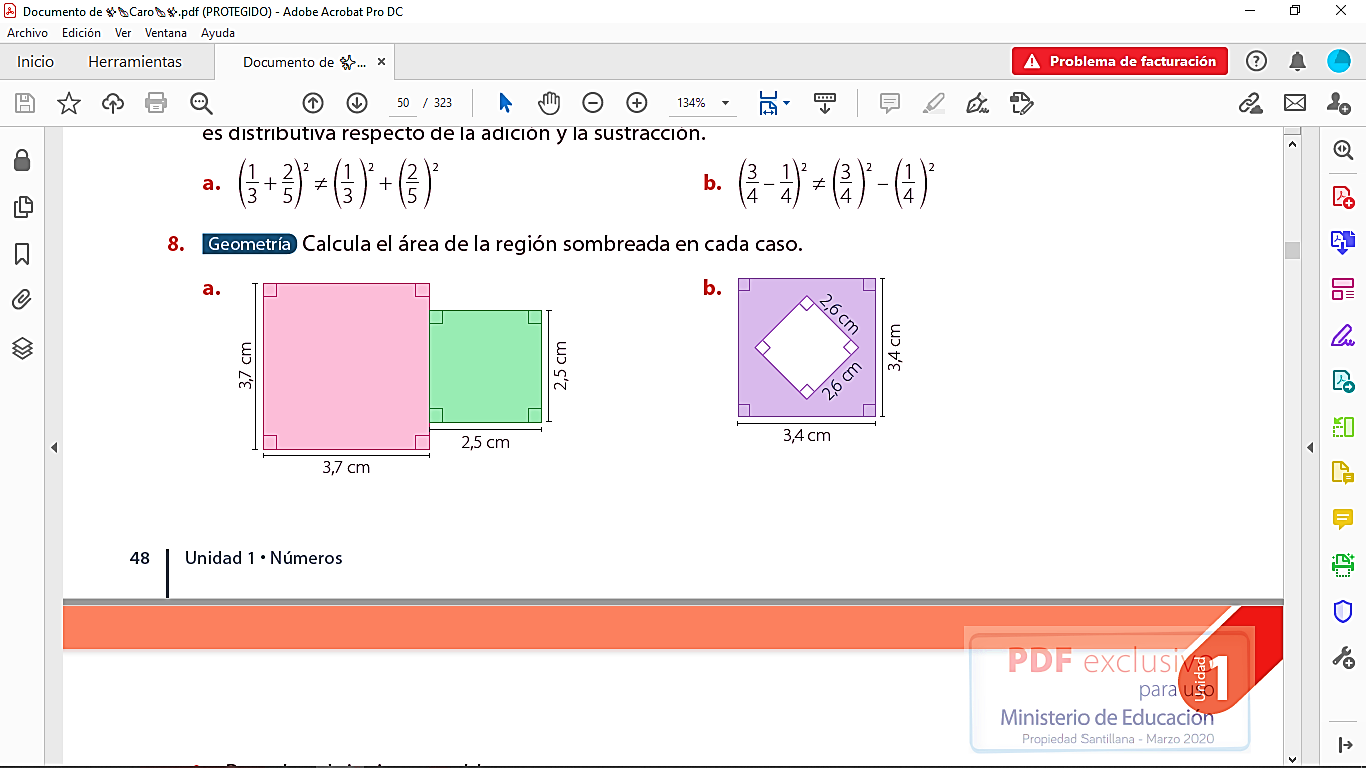 Documento de Caro.pdf (PROTEGIDO) - Adobe Acrobat Pro DC
Archivo Edición Ver Ventana Ayuda
Inicio Herramientas Documento de ... × Problema de facturación
50 / 323 134%
es distributiva respecto de la adición y la sustracción.
a. (1/3 + 2/5)² ≠ (1/3)² + (2/5)²
b. (3/4 – 1/4)² ≠ (3/4)² – (1/4)²
8. Geometría Calcula el área de la región sombreada en cada caso.
a.
3,7 cm
2,5 cm
2,5 cm
3,7 cm
b.
2,6 cm
2,6 cm
3,4 cm
3,4 cm
48 Unidad 1 • Números
PDF exclusivo
para uso
Ministerio de Educación
Propiedad Santillana - Marzo 2020
Unidad 1